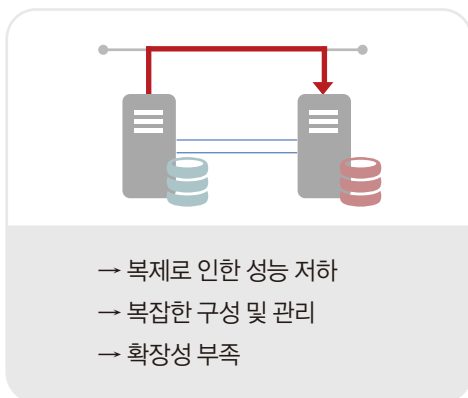 → 복제로 인한 성능 저하
→ 복잡한 구성 및 관리
→ 확장성 부족